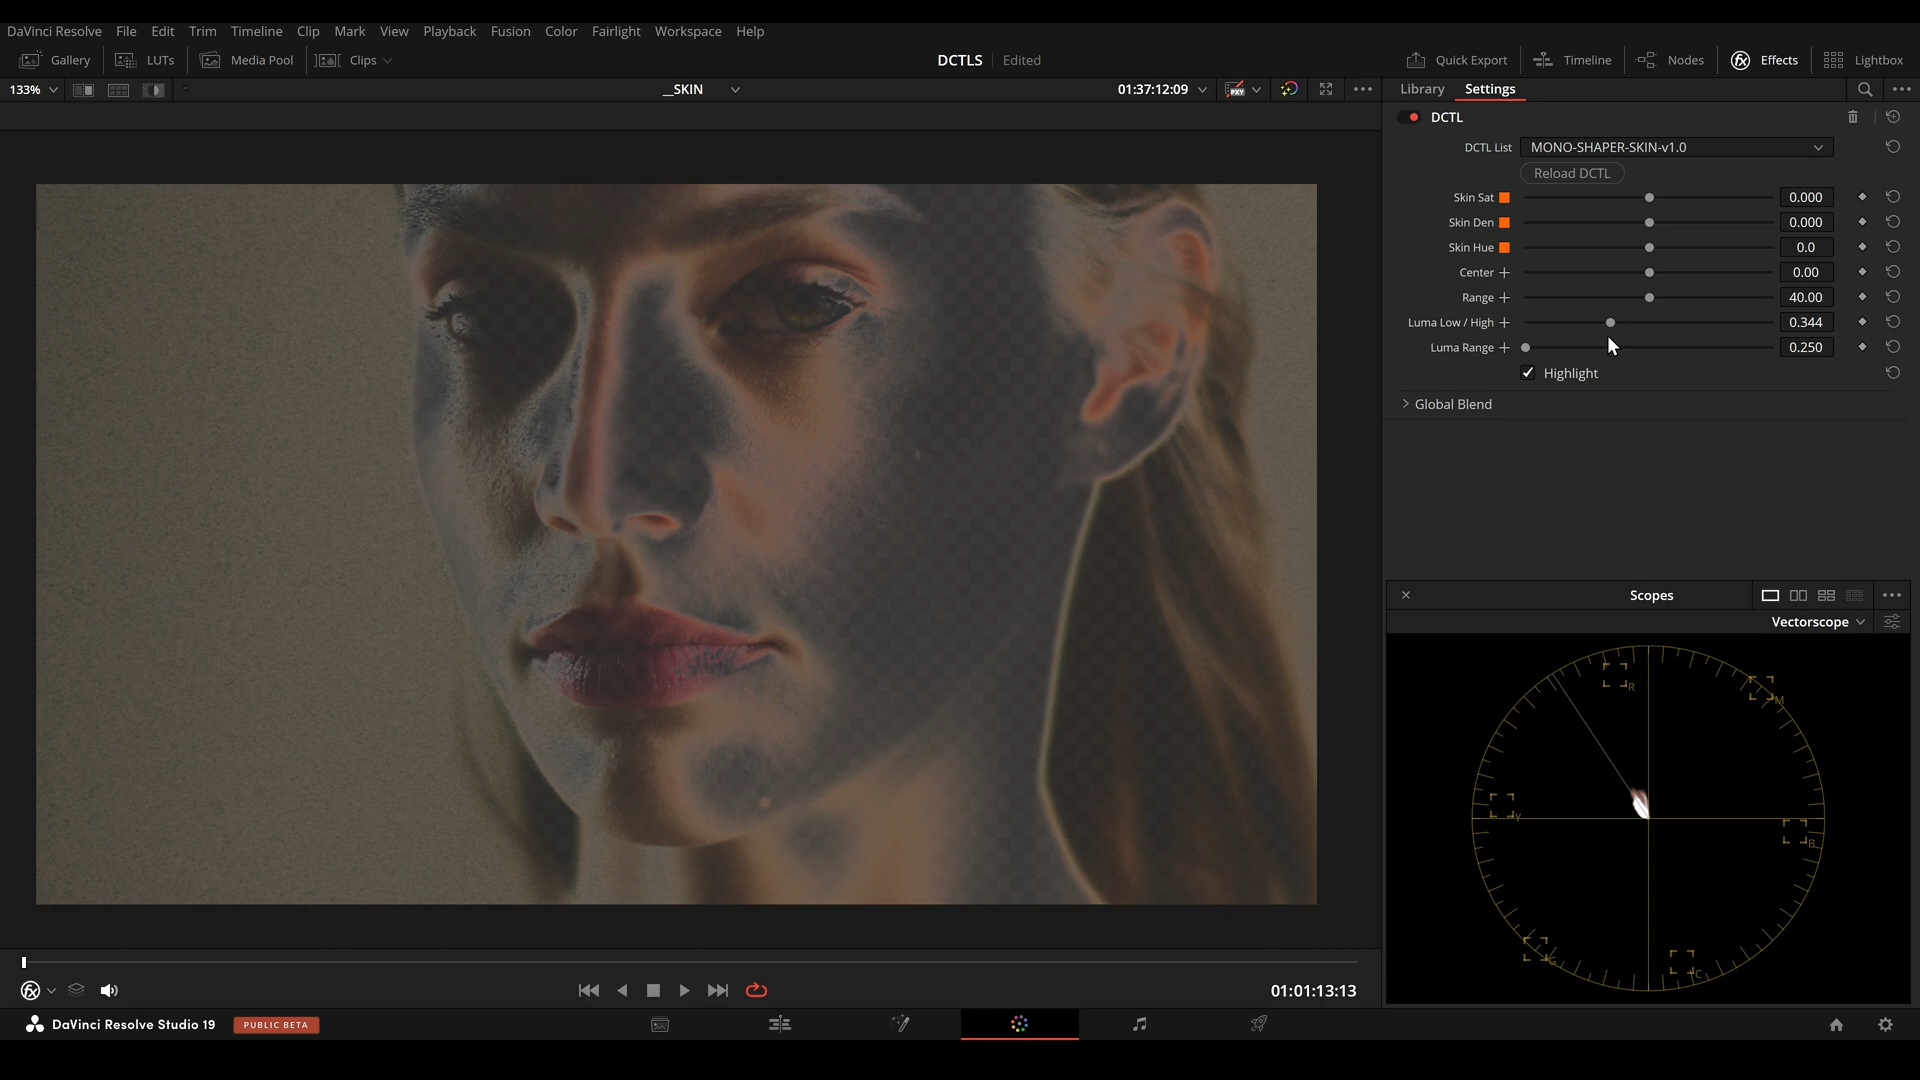 DaVinci Resolve File Edit Trim Timeline Clip Mark View Playback Fusion Color Fairlight Workspace Help
Gallery LUTs Media Pool Clips DCTLS Edited Quick Export Timeline Nodes Effects Lightbox
133% __SKIN 01:37:12:09 PXY Library Settings
DCTL
DCTL List MONO-SHAPER-SKIN-v1.0
Reload DCTL
Skin Sat 0.000
Skin Den 0.000
Skin Hue 0.0
Center 0.00
Range 40.00
Luma Low / High 0.344
Luma Range 0.250
Highlight
Global Blend
Scopes
Vectorscope
R
M
Y
B
G
C
01:01:13:13
DaVinci Resolve Studio 19 PUBLIC BETA